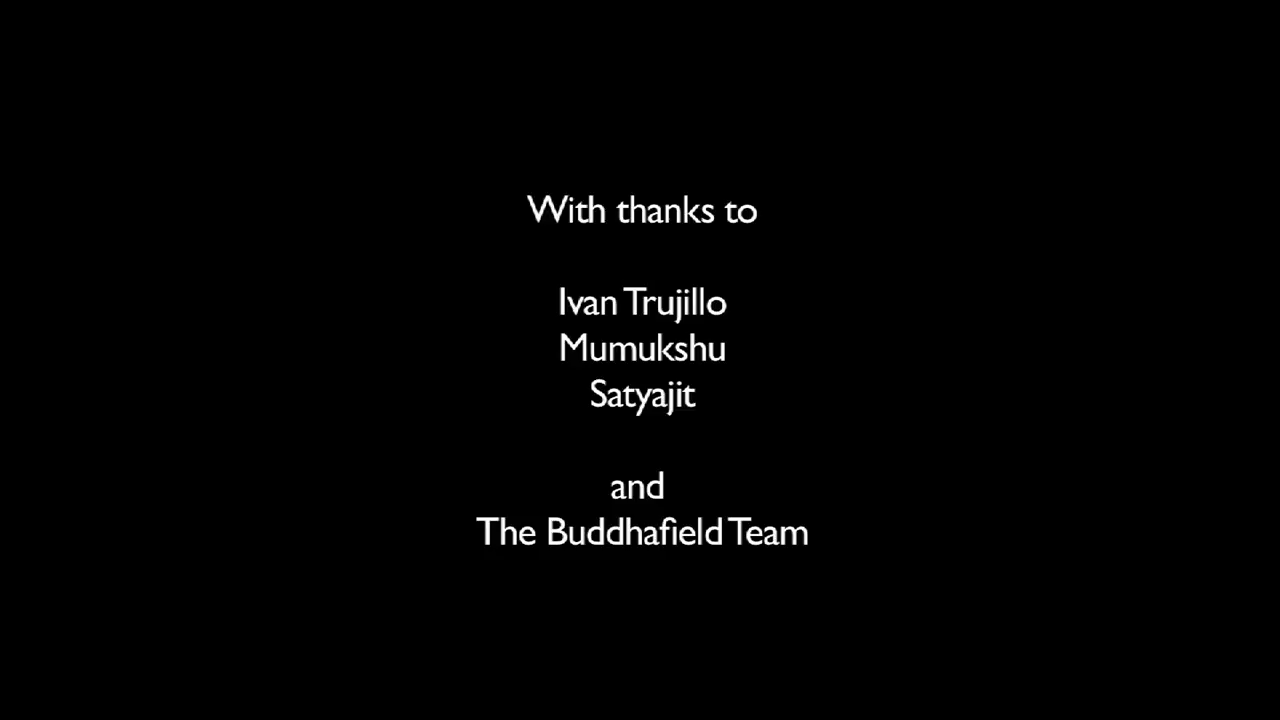 With thanks to
Ivan Trujillo
Mumukshu
Satyajit
and
The Buddhafield Team